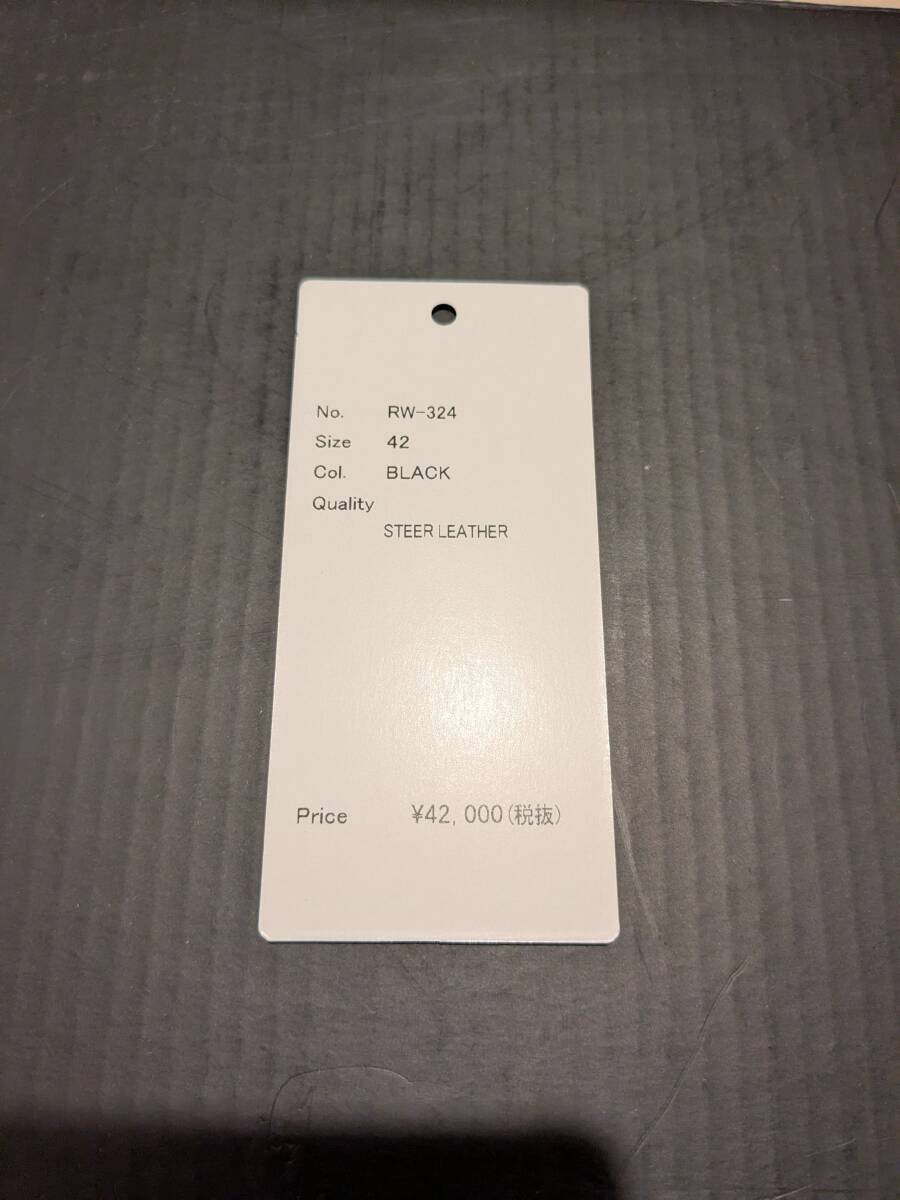 No. RW-324
Size 42
Col. BLACK
Quality
STEER LEATHER
Price ¥42,000(税抜)